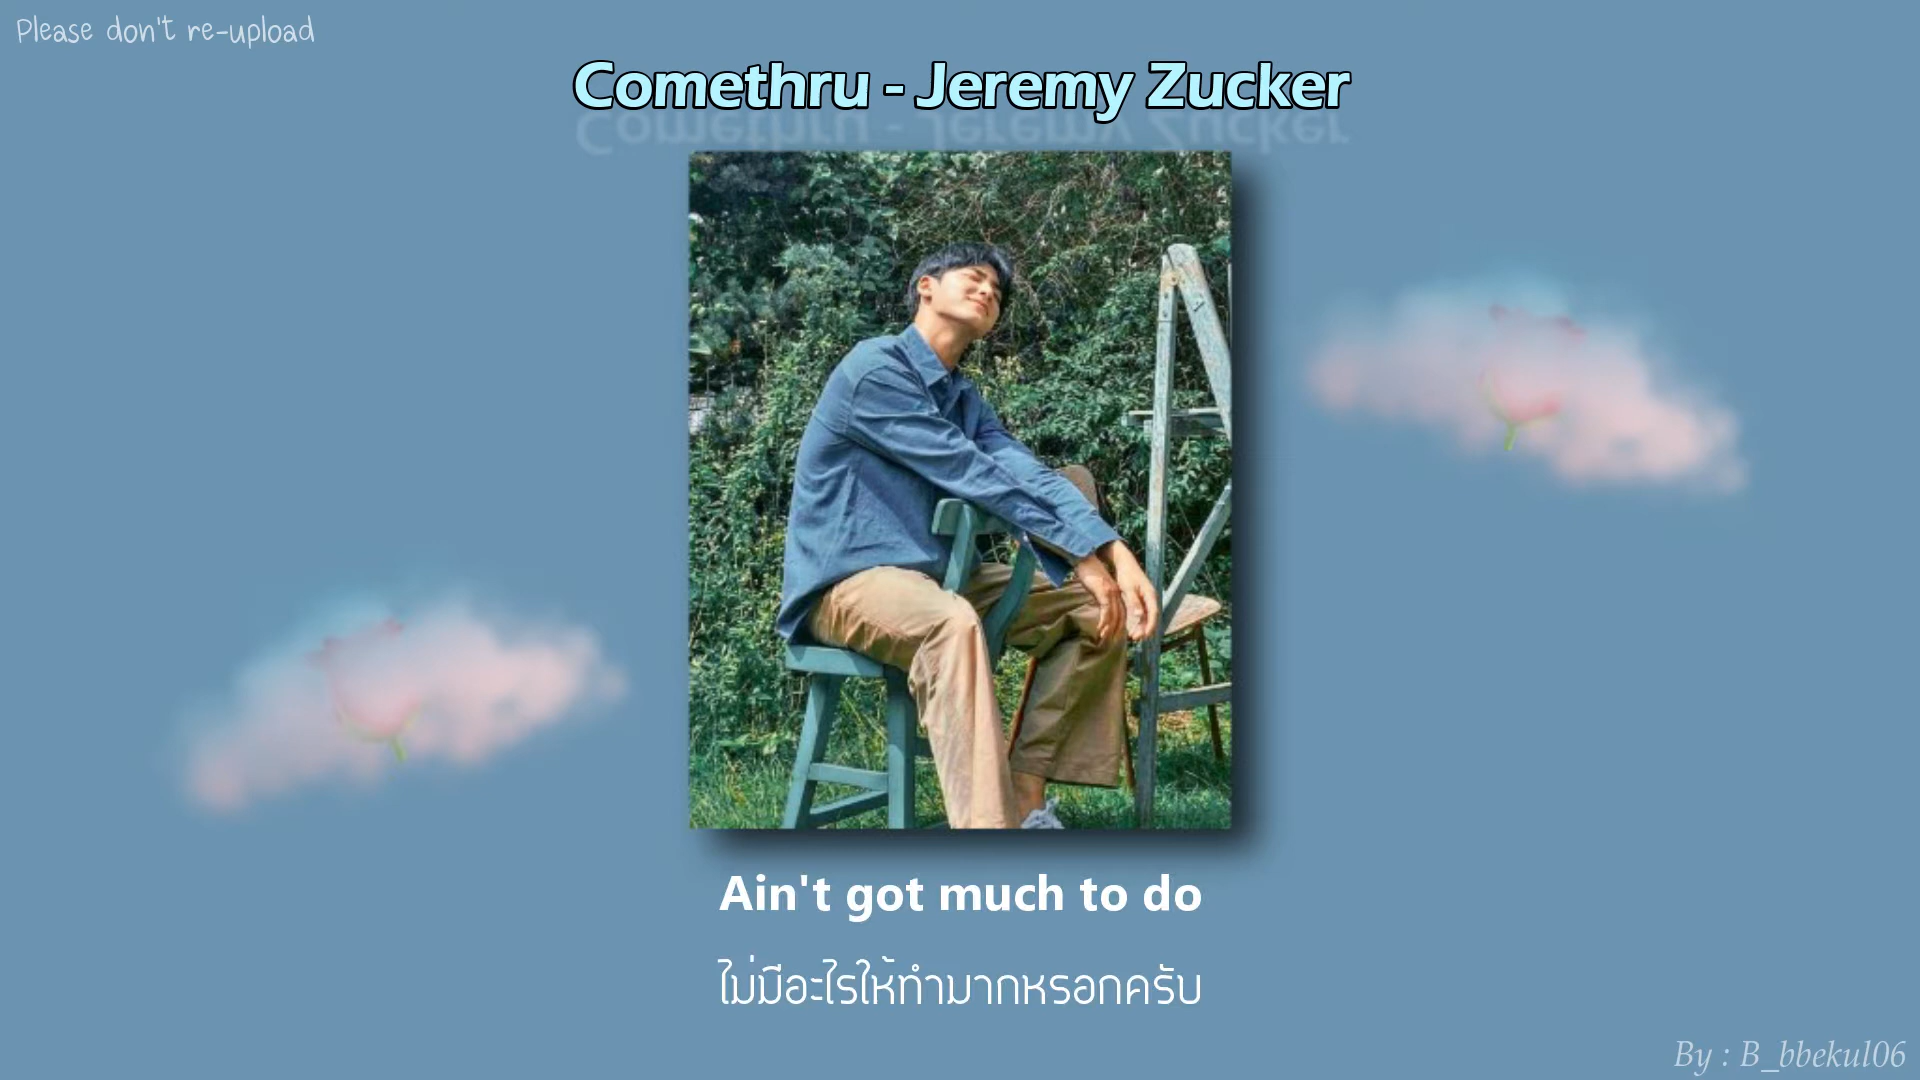 Please don't re-upload
Comethru - Jeremy Zucker
Ain't got much to do
ไม่มีอะไรให้ทำมากหรอกครับ
By : B_bbekul06